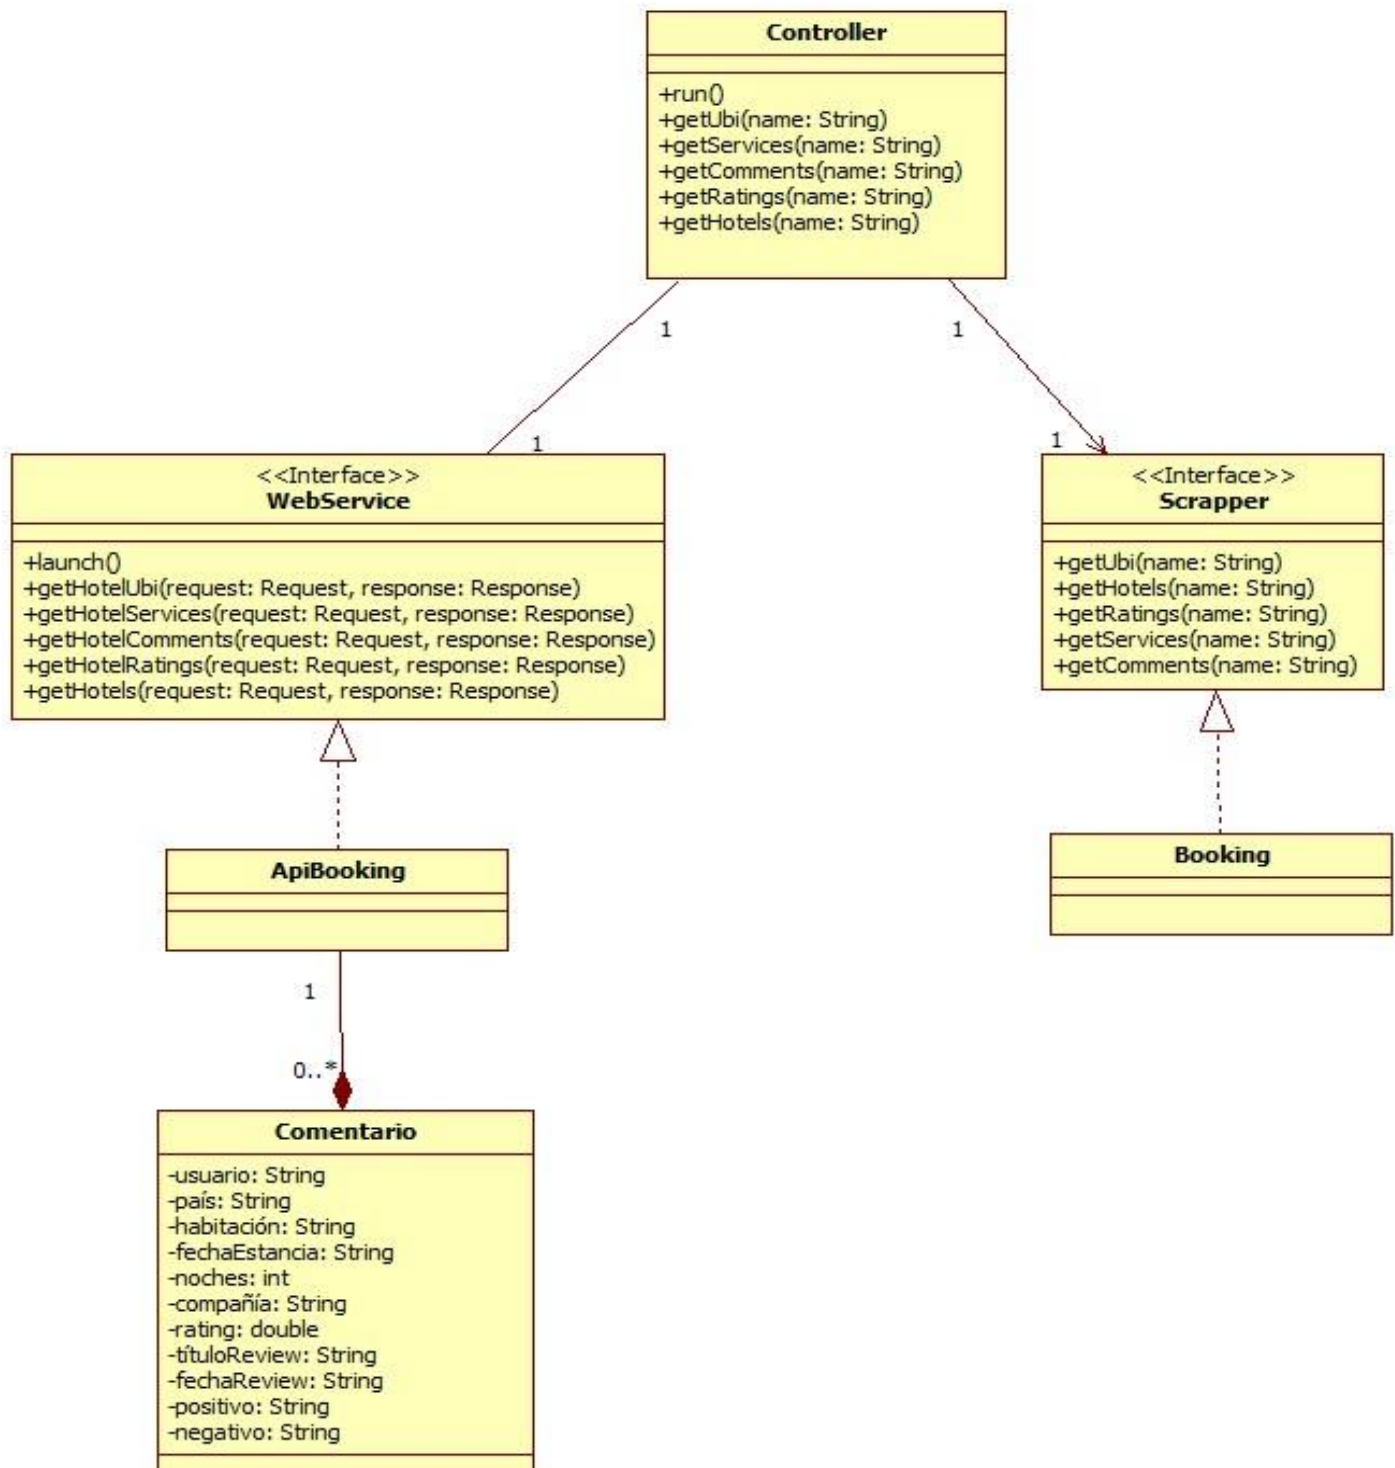 Controller
+run()
+getUbi(name: String)
+getServices(name: String)
+getComments(name: String)
+getRatings(name: String)
+getHotels(name: String)
1
1
1
1
<<Interface>>
WebService
+launch()
+getHotelUbi(request: Request, response: Response)
+getHotelServices(request: Request, response: Response)
+getHotelComments(request: Request, response: Response)
+getHotelRatings(request: Request, response: Response)
+getHotels(request: Request, response: Response)
<<Interface>>
Scrapper
+getUbi(name: String)
+getHotels(name: String)
+getRatings(name: String)
+getServices(name: String)
+getComments(name: String)
ApiBooking
Booking
1
0..*
Comentario
-usuario: String
-país: String
-habitación: String
-fechaEstancia: String
-noches: int
-compañía: String
-rating: double
-títuloReview: String
-fechaReview: String
-positivo: String
-negativo: String